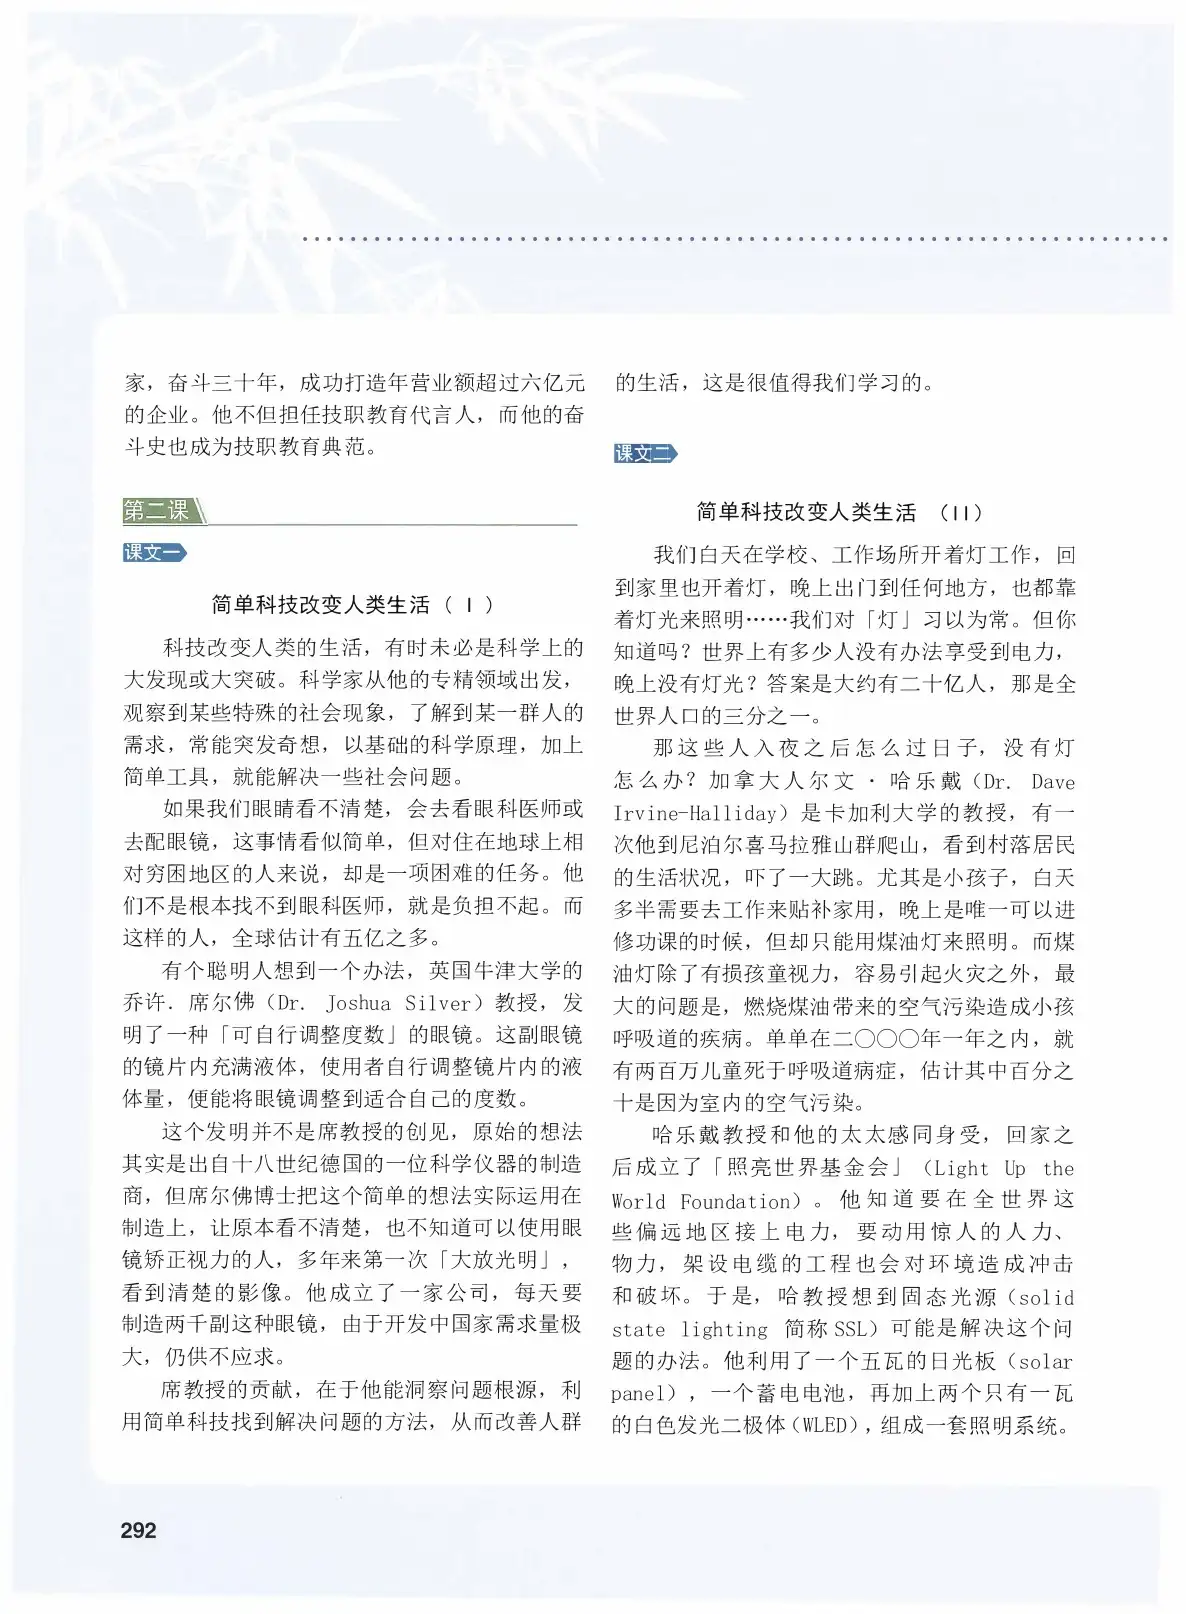 家，奋斗三十年，成功打造年营业额超过六亿元
的企业。他不但担任技职教育代言人，而他的奋
斗史也成为技职教育典范。
第二课
课文一
简单科技改变人类生活（Ⅰ）
科技改变人类的生活，有时未必是科学上的
大发现或大突破。科学家从他的专精领域出发，
观察到某些特殊的社会现象，了解到某一群人的
需求，常能突发奇想，以基础的科学原理，加上
简单工具，就能解决一些社会问题。
如果我们眼睛看不清楚，会去看眼科医师或
去配眼镜，这事情看似简单，但对住在地球上相
对穷困地区的人来说，却是一项困难的任务。他
们不是根本找不到眼科医师，就是负担不起。而
这样的人，全球估计有五亿之多。
有个聪明人想到一个办法，英国牛津大学的
乔许．席尔佛（Dr. Joshua Silver）教授，发
明了一种「可自行调整度数」的眼镜。这副眼镜
的镜片内充满液体，使用者自行调整镜片内的液
体量，便能将眼镜调整到适合自己的度数。
这个发明并不是席教授的创见，原始的想法
其实是出自十八世纪德国的一位科学仪器的制造
商，但席尔佛博士把这个简单的想法实际运用在
制造上，让原本看不清楚，也不知道可以使用眼
镜矫正视力的人，多年来第一次「大放光明」，
看到清楚的影像。他成立了一家公司，每天要
制造两千副这种眼镜，由于开发中国家需求量极
大，仍供不应求。
席教授的贡献，在于他能洞察问题根源，利
用简单科技找到解决问题的方法，从而改善人群
的生活，这是很值得我们学习的。
课文二
简单科技改变人类生活 （II）
我们白天在学校、工作场所开着灯工作，回
到家里也开着灯，晚上出门到任何地方，也都靠
着灯光来照明……我们对「灯」习以为常。但你
知道吗？世界上有多少人没有办法享受到电力，
晚上没有灯光？答案是大约有二十亿人，那是全
世界人口的三分之一。
那这些人入夜之后怎么过日子，没有灯
怎么办？加拿大人尔文·哈乐戴（Dr. Dave
Irvine-Halliday）是卡加利大学的教授，有一
次他到尼泊尔喜马拉雅山群爬山，看到村落居民
的生活状况，吓了一大跳。尤其是小孩子，白天
多半需要去工作来贴补家用，晚上是唯一可以进
修功课的时候，但却只能用煤油灯来照明。而煤
油灯除了有损孩童视力，容易引起火灾之外，最
大的问题是，燃烧煤油带来的空气污染造成小孩
呼吸道的疾病。单单在二〇〇〇年一年之内，就
有两百万儿童死于呼吸道病症，估计其中百分之
十是因为室内的空气污染。
哈乐戴教授和他的太太感同身受，回家之
后成立了「照亮世界基金会」（Light Up the
World Foundation）。他知道要在全世界这
些偏远地区接上电力，要动用惊人的人力、
物力，架设电缆的工程也会对环境造成冲击
和破坏。于是，哈教授想到固态光源（solid
state lighting 简称SSL）可能是解决这个问
题的办法。他利用了一个五瓦的日光板（solar
panel），一个蓄电电池，再加上两个只有一瓦
的白色发光二极体（WLED），组成一套照明系统。
292